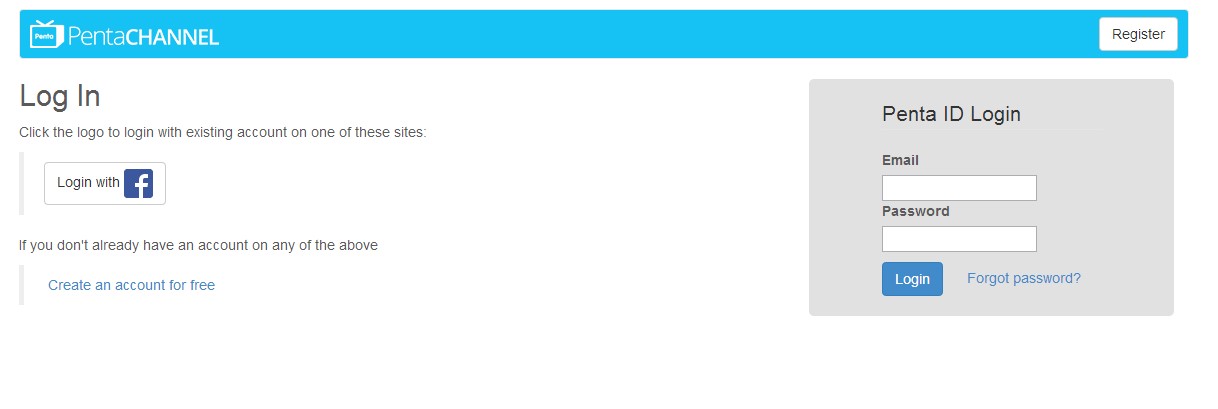 Penta PentaCHANNEL
Register
Log In
Click the logo to login with existing account on one of these sites:
Login with f
If you don't already have an account on any of the above
Create an account for free
Penta ID Login
Email
Password
Login Forgot password?